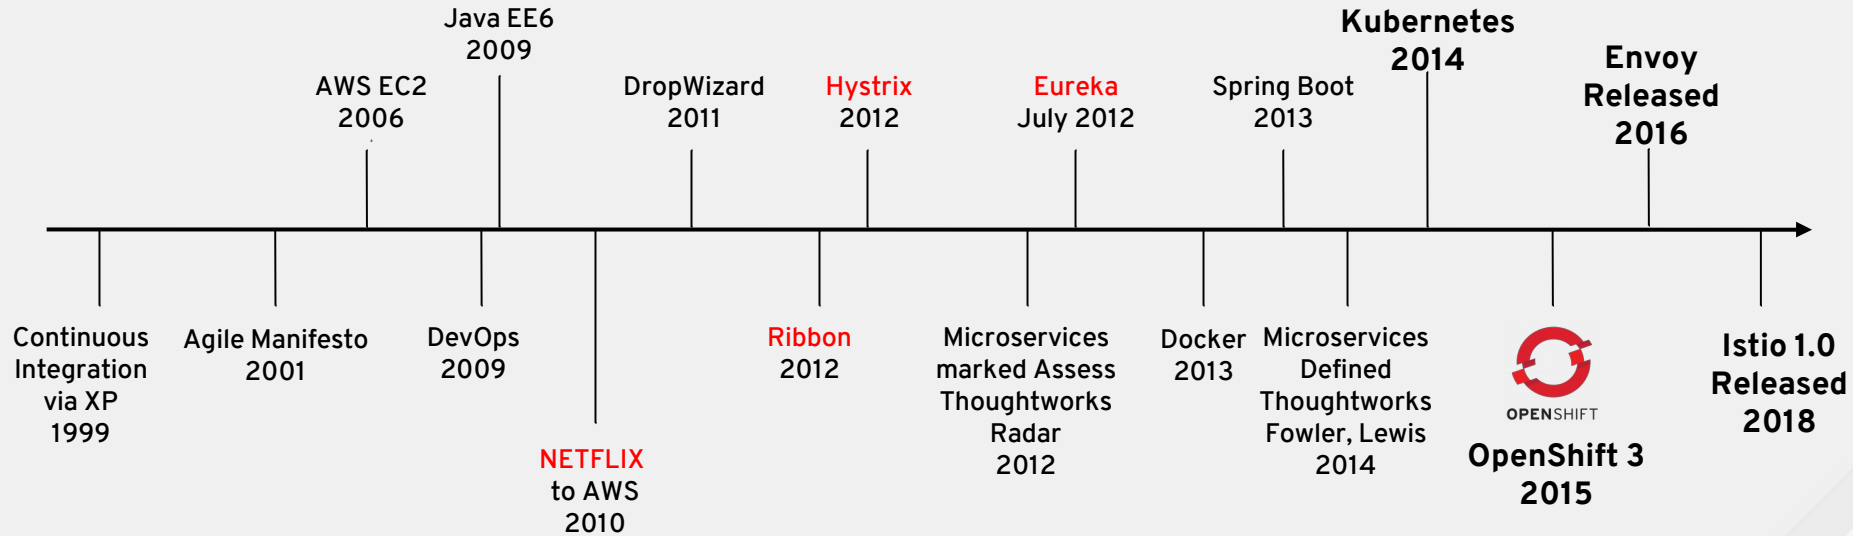 Java EE6
2009
Kubernetes
2014
AWS EC2
2006
DropWizard
2011
Hystrix
2012
Eureka
July 2012
Spring Boot
2013
Envoy
Released
2016
Continuous
Integration
via XP
1999
Agile Manifesto
2001
DevOps
2009
NETFLIX
to AWS
2010
Ribbon
2012
Microservices
marked Assess
Thoughtworks
Radar
2012
Docker
2013
Microservices
Defined
Thoughtworks
Fowler, Lewis
2014
OPENSHIFT
OpenShift 3
2015
Istio 1.0
Released
2018